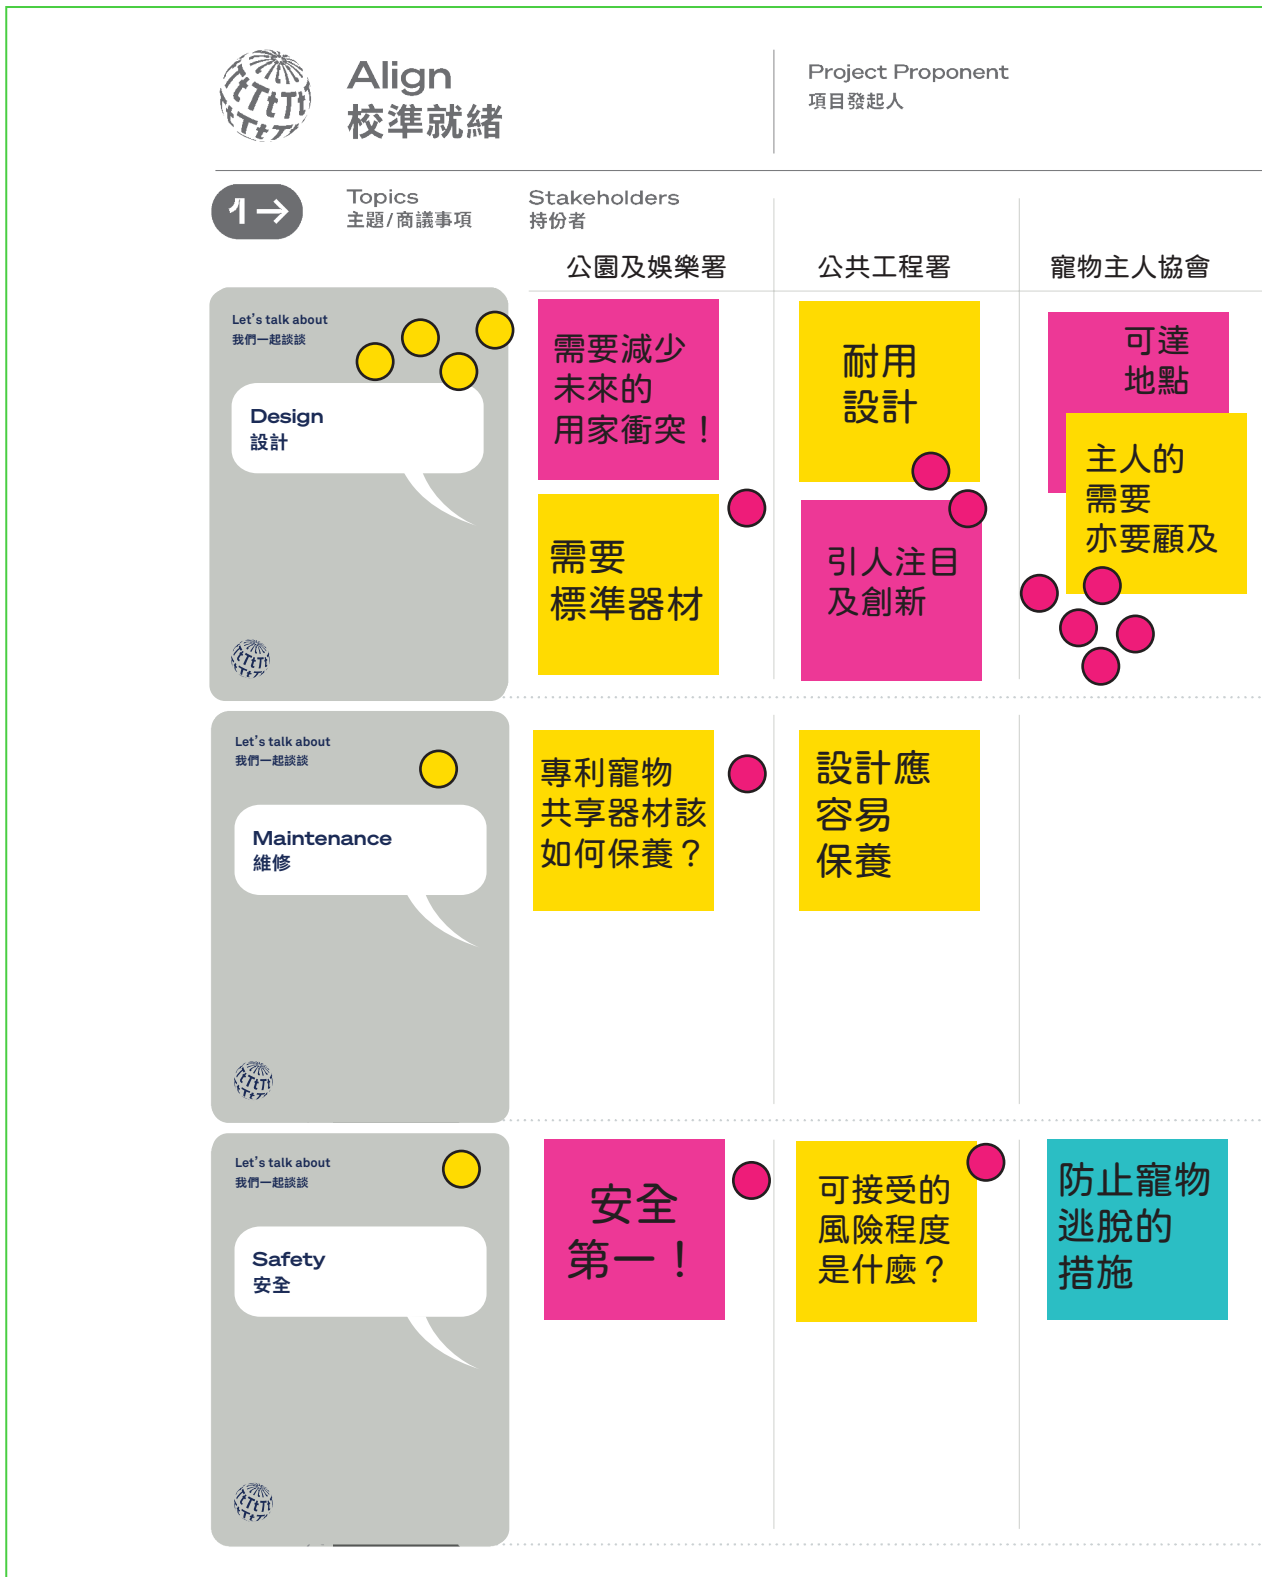 Align
校準就緒
Project Proponent
項目發起人
1→
Topics
主題/商議事項
Stakeholders
持份者
公園及娛樂署
公共工程署
寵物主人協會
Let's talk about
我們一起談談
Design
設計
需要減少
未來的
用家衝突！
需要
標準器材
耐用
設計
引人注目
及創新
可達
地點
主人的
需要
亦要顧及
Let's talk about
我們一起談談
Maintenance
維修
專利寵物
共享器材該
如何保養？
設計應
容易
保養
Let's talk about
我們一起談談
Safety
安全
安全
第一！
可接受的
風險程度
是什麼？
防止寵物
逃脫的
措施